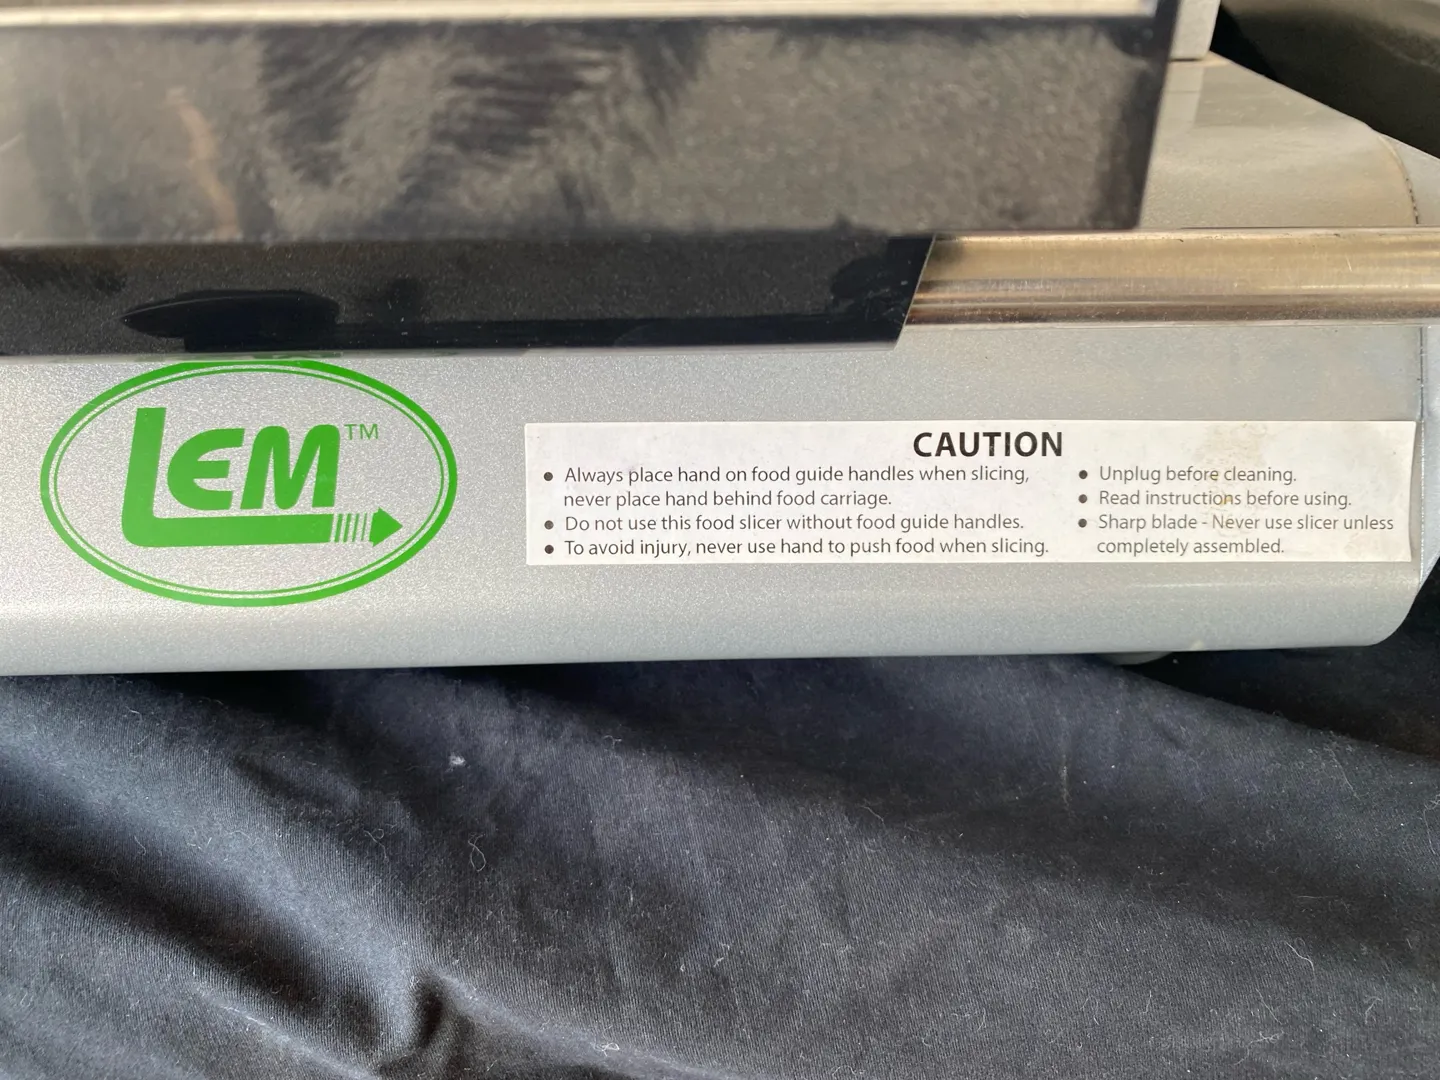 LEM™
CAUTION
● Always place hand on food guide handles when slicing,
never place hand behind food carriage.
● Do not use this food slicer without food guide handles.
● To avoid injury, never use hand to push food when slicing.
● Unplug before cleaning.
● Read instructions before using.
● Sharp blade - Never use slicer unless
completely assembled.